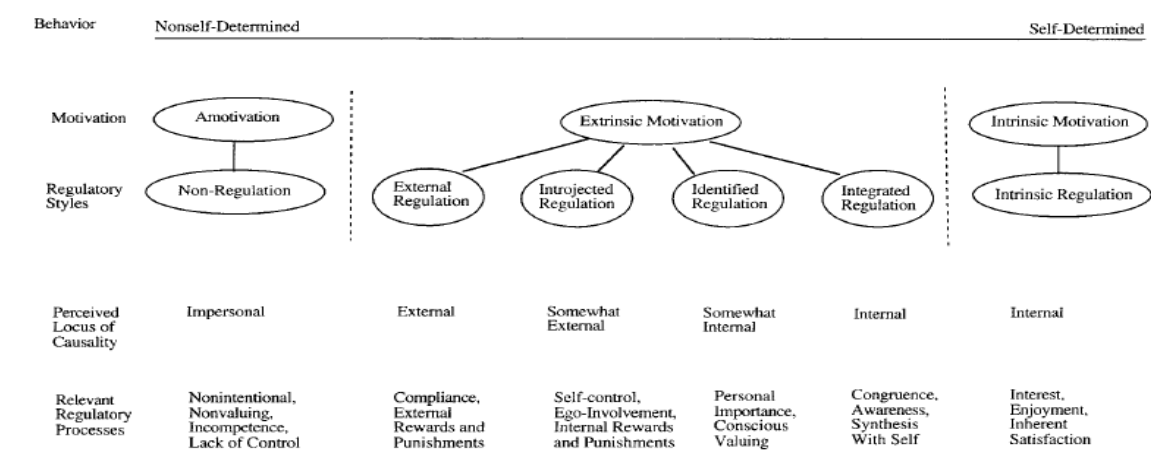 Behavior
Nonself-Determined
Self-Determined
Motivation
Amotivation
Extrinsic Motivation
Intrinsic Motivation
Regulatory
Styles
Non-Regulation
External
Regulation
Introjected
Regulation
Identified
Regulation
Integrated
Regulation
Intrinsic Regulation
Perceived
Locus of
Causality
Impersonal
External
Somewhat
External
Somewhat
Internal
Internal
Internal
Relevant
Regulatory
Processes
Nonintentional,
Nonvaluing,
Incompetence,
Lack of Control
Compliance,
External
Rewards and
Punishments
Self-control,
Ego-Involvement,
Internal Rewards
and Punishments
Personal
Importance,
Conscious
Valuing
Congruence,
Awareness,
Synthesis
With Self
Interest,
Enjoyment,
Inherent
Satisfaction